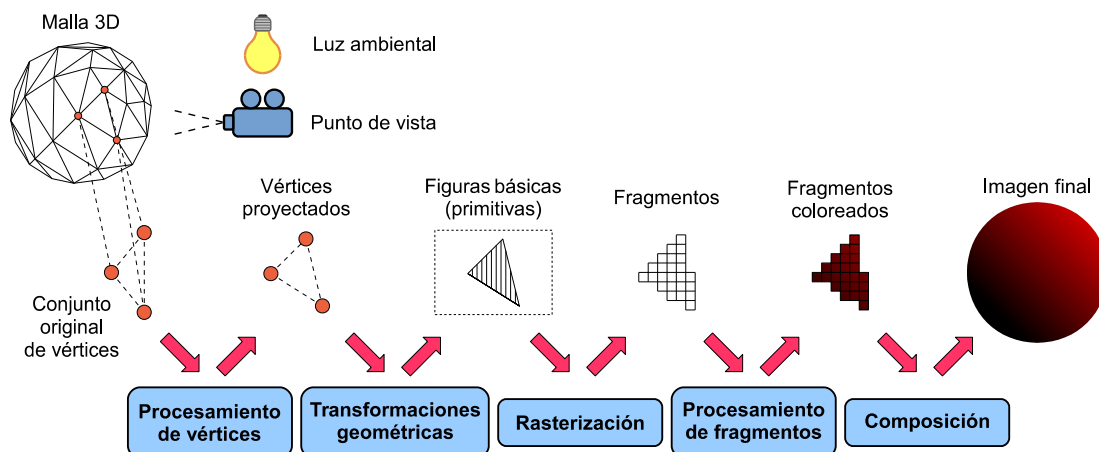 Malla 3D
Luz ambiental
Punto de vista
Vértices
proyectados
Figuras básicas
(primitivas)
Fragmentos
Fragmentos
coloreados
Imagen final
Conjunto
original
de vértices
Procesamiento
de vértices
Transformaciones
geométricas
Rasterización
Procesamiento
de fragmentos
Composición